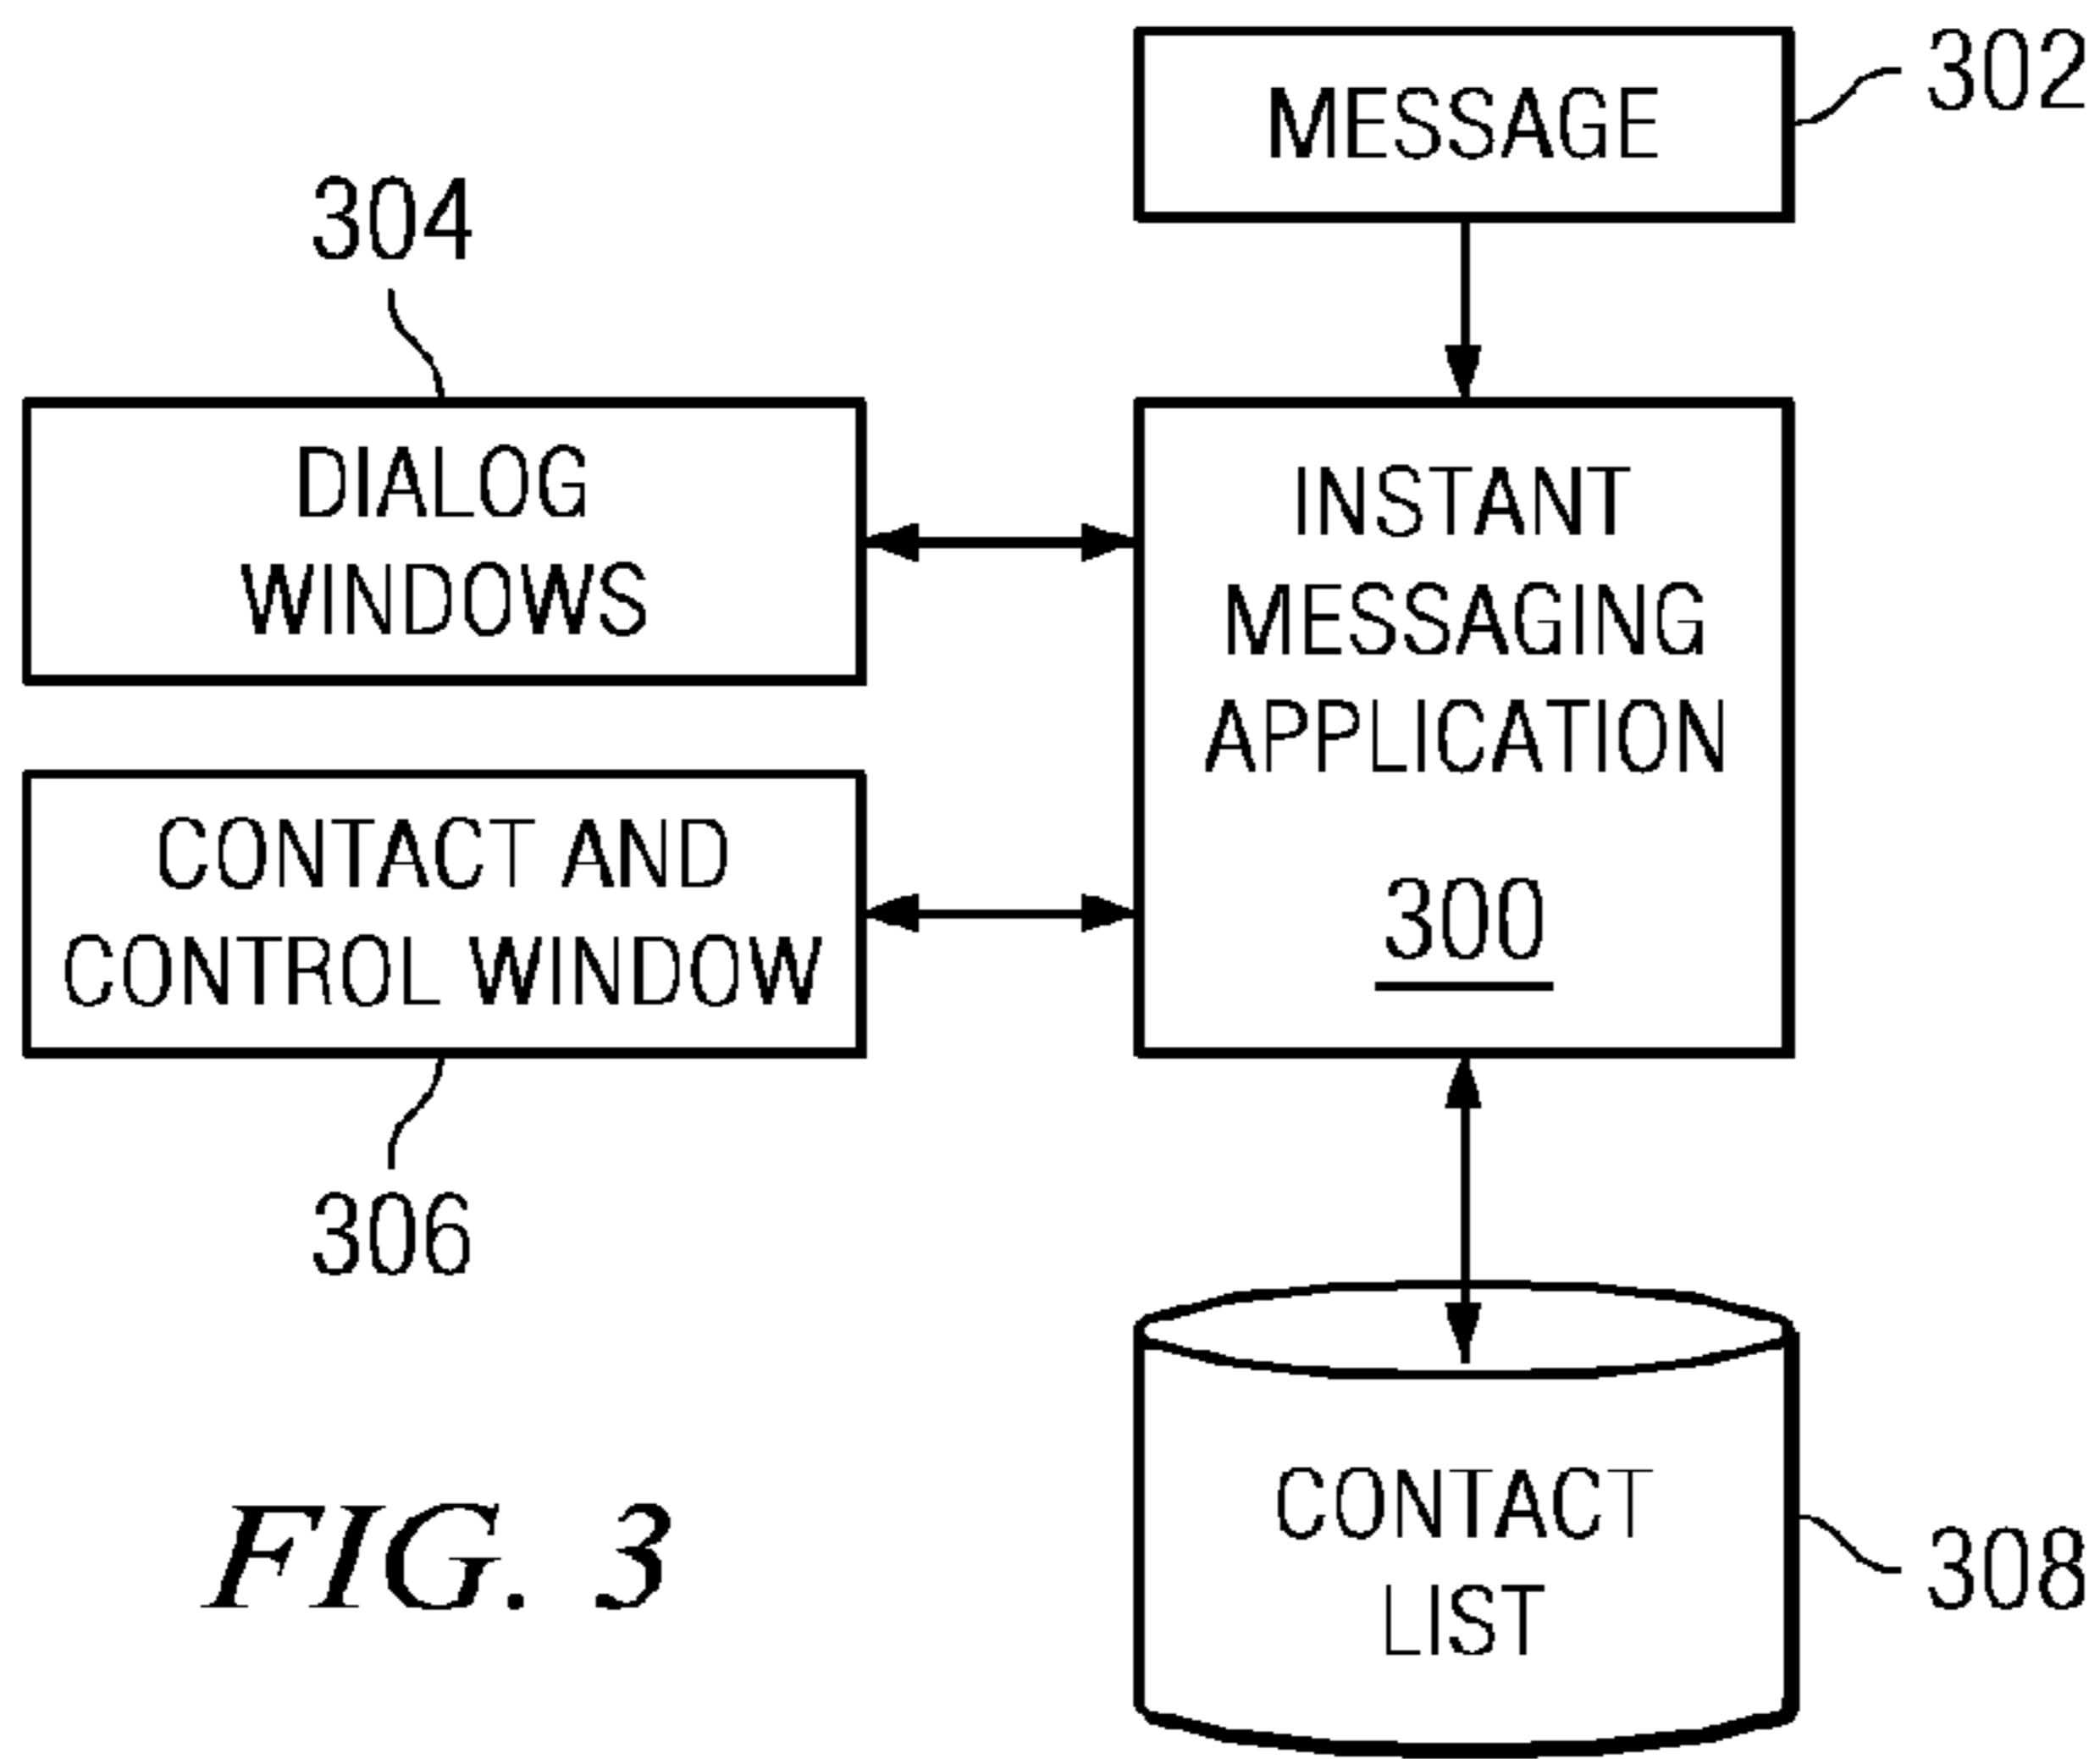 MESSAGE
302
304
DIALOG
WINDOWS
INSTANT
MESSAGING
APPLICATION
300
CONTACT AND
CONTROL WINDOW
306
CONTACT
LIST
308
FIG. 3